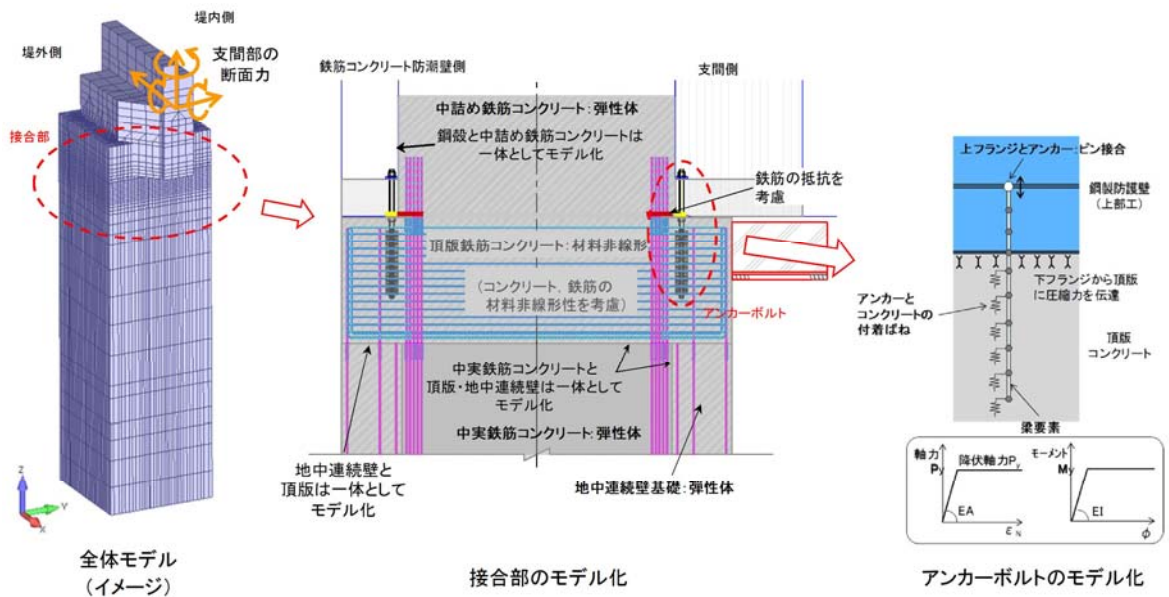 堤内側
堤外側
支間部の
断面力
接合部
Z
Y
X
全体モデル
(イメージ)
鉄筋コンクリート防潮壁側
支間側
中詰め鉄筋コンクリート:弾性体
鋼殻と中詰め鉄筋コンクリートは
一体としてモデル化
鉄筋の抵抗を
考慮
頂版鉄筋コンクリート:材料非線形
(コンクリート、鉄筋の
材料非線形性を考慮)
アンカーボルト
中実鉄筋コンクリートと
頂版・地中連続壁は一体として
モデル化
中実鉄筋コンクリート:弾性体
地中連続壁と
頂版は一体として
モデル化
地中連続壁基礎:弾性体
接合部のモデル化
上フランジとアンカー:ピン接合
鋼製防護壁
(上部工)
下フランジから頂版
に圧縮力を伝達
アンカーと
コンクリートの
付着ばね
頂版
コンクリート
梁要素
軸力
Py
降伏軸力Py
EA
εN
モーメント
My
EI
φ
アンカーボルトのモデル化